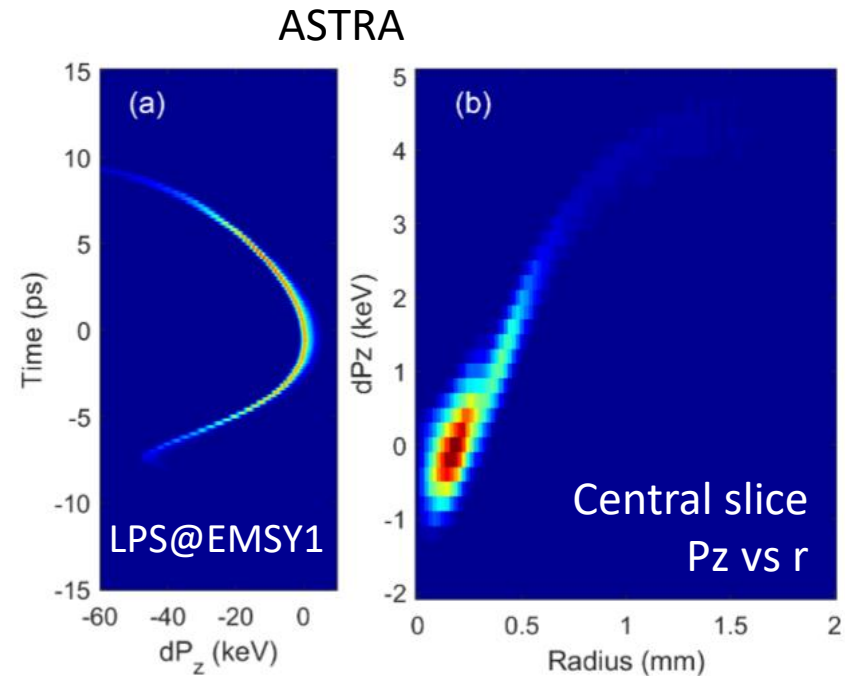 ASTRA
(a)
15
10
5
0
-5
-10
-15
Time (ps)
LPS@EMSY1
-60 -40 -20 0
dP_z (keV)
(b)
5
4
3
2
1
0
-1
-2
dPz (keV)
Central slice
Pz vs r
0 0.5 1 1.5 2
Radius (mm)